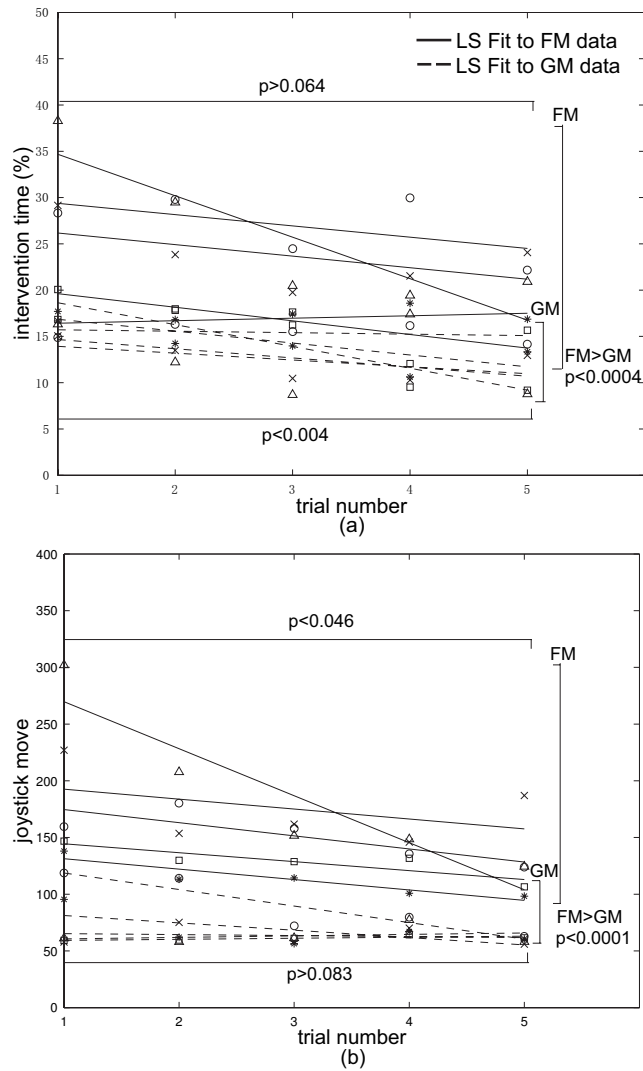 50
LS Fit to FM data
45
LS Fit to GM data
p>0.064
40
FM
35
30
25
20
GM
15
FM>GM
p<0.0004
10
p<0.004
5
0
1 2 3 4 5
intervention time (%)
trial number
(a)
400
350
p<0.046
FM
300
250
200
150
GM
100
FM>GM
p<0.0001
50
p>0.083
0
1 2 3 4 5
joystick move
trial number
(b)